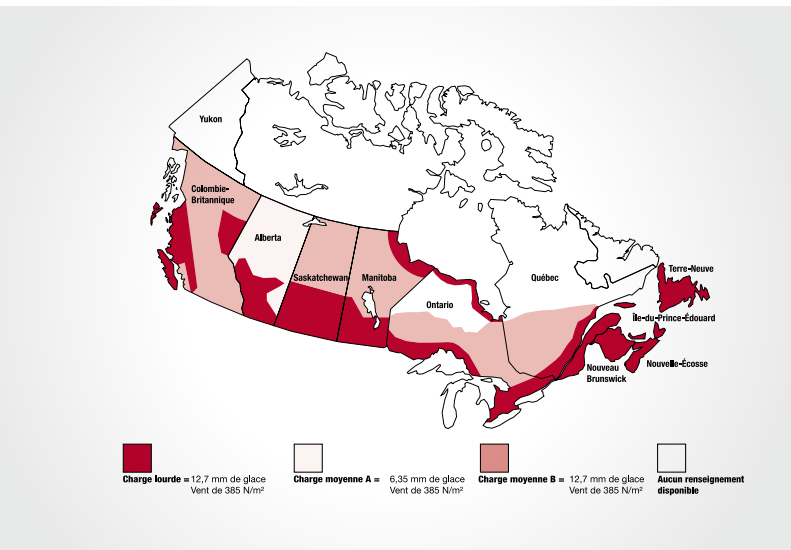 Yukon
Colombie-
Britannique
Alberta
Saskatchewan
Manitoba
Ontario
Québec
Terre-Neuve
Île-du-Prince-Édouard
Nouvelle-Écosse
Nouveau
Brunswick
Charge lourde = 12,7 mm de glace
Vent de 385 N/m²
Charge moyenne A = 6,35 mm de glace
Vent de 385 N/m²
Charge moyenne B = 12,7 mm de glace
Vent de 385 N/m²
Aucun renseignement
disponible